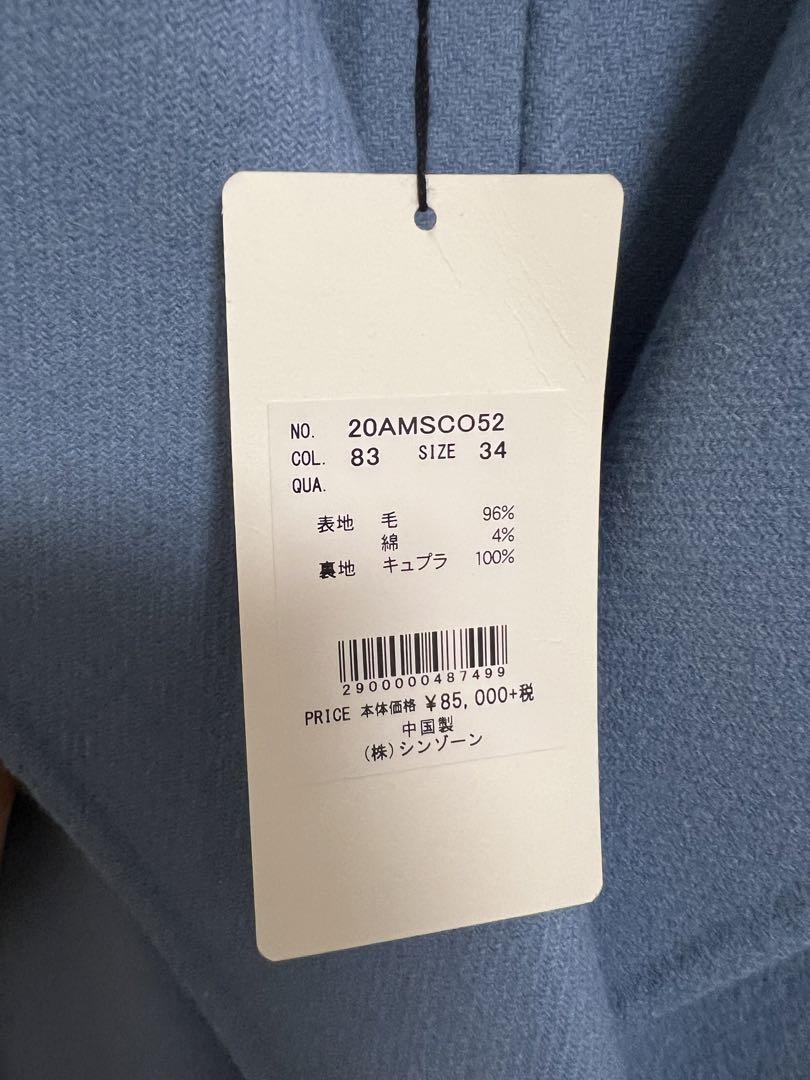 NO. 20AMSCO52
COL. 83 SIZE 34
QUA.
表地 毛 96%
綿 4%
裏地 キュプラ 100%
2900000487499
PRICE 本体価格 ¥85,000+税
中国製
(株)シンゾーン